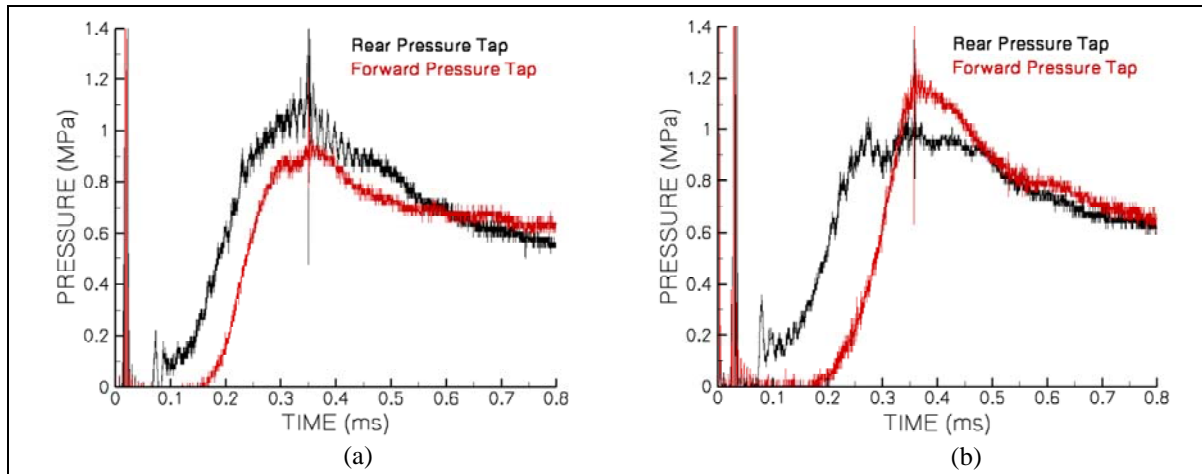 1.4
1.2
1
0.8
0.6
0.4
0.2
0
PRESSURE (MPa)
Rear Pressure Tap
Forward Pressure Tap
0 0.1 0.2 0.3 0.4 0.5 0.6 0.7 0.8
TIME (ms)
(a)
1.4
1.2
1
0.8
0.6
0.4
0.2
0
PRESSURE (MPa)
Rear Pressure Tap
Forward Pressure Tap
0 0.1 0.2 0.3 0.4 0.5 0.6 0.7 0.8
TIME (ms)
(b)